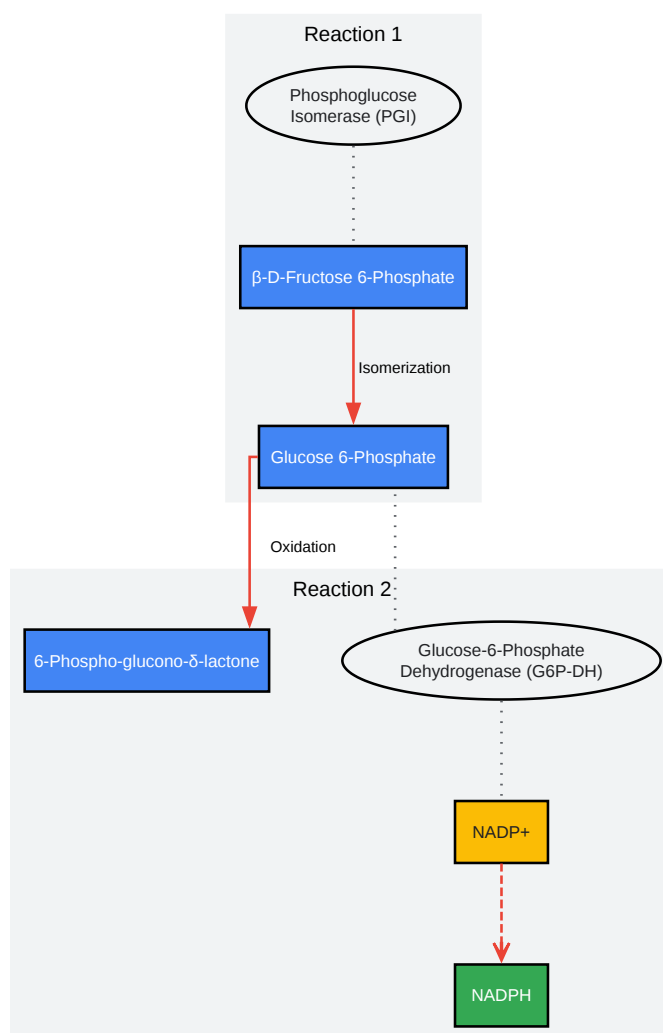 Reaction 1
Phosphoglucose
Isomerase (PGI)
β-D-Fructose 6-Phosphate
Isomerization
Glucose 6-Phosphate
Oxidation
Reaction 2
6-Phospho-glucono-δ-lactone
Glucose-6-Phosphate
Dehydrogenase (G6P-DH)
NADP+
NADPH